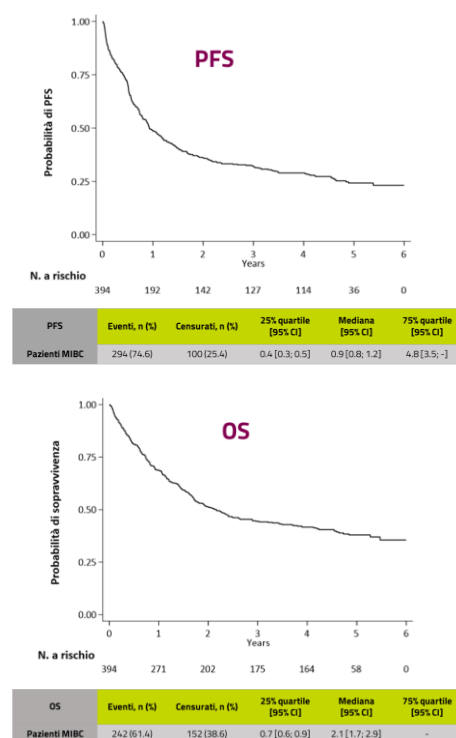 PFS
Probabilità di PFS
1.00
0.75
0.50
0.25
0 1 2 3 4 5 6
Years
N. a rischio
394 192 142 127 114 36 0
PFS Eventi, n (%) Censurati, n (%) 25% quartile [95% CI] Mediana [95% CI] 75% quartile [95% CI]
Pazienti MIBC 294 (74.6) 100 (25.4) 0.4 [0.3; 0.5] 0.9 [0.8; 1.2] 4.8 [3.5; -]
OS
Probabilità di sopravvivenza
1.00
0.75
0.50
0.25
0.00
0 1 2 3 4 5 6
Years
N. a rischio
394 271 202 175 164 58 0
OS Eventi, n (%) Censurati, n (%) 25% quartile [95% CI] Mediana [95% CI] 75% quartile [95% CI]
Pazienti MIBC 242 (61.4) 152 (38.6) 0.7 [0.6; 0.9] 2.1 [1.7; 2.9] -